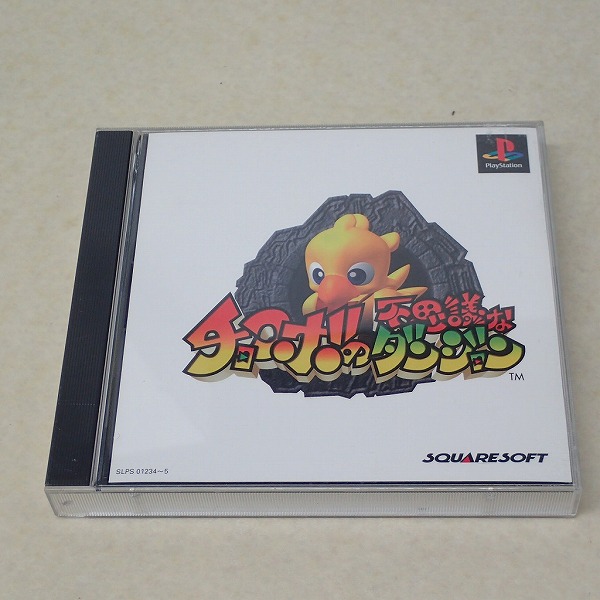 PlayStation
チョコボの
不思議な
ダンジョン
TM
SQUARESOFT
SLPS 01234~5